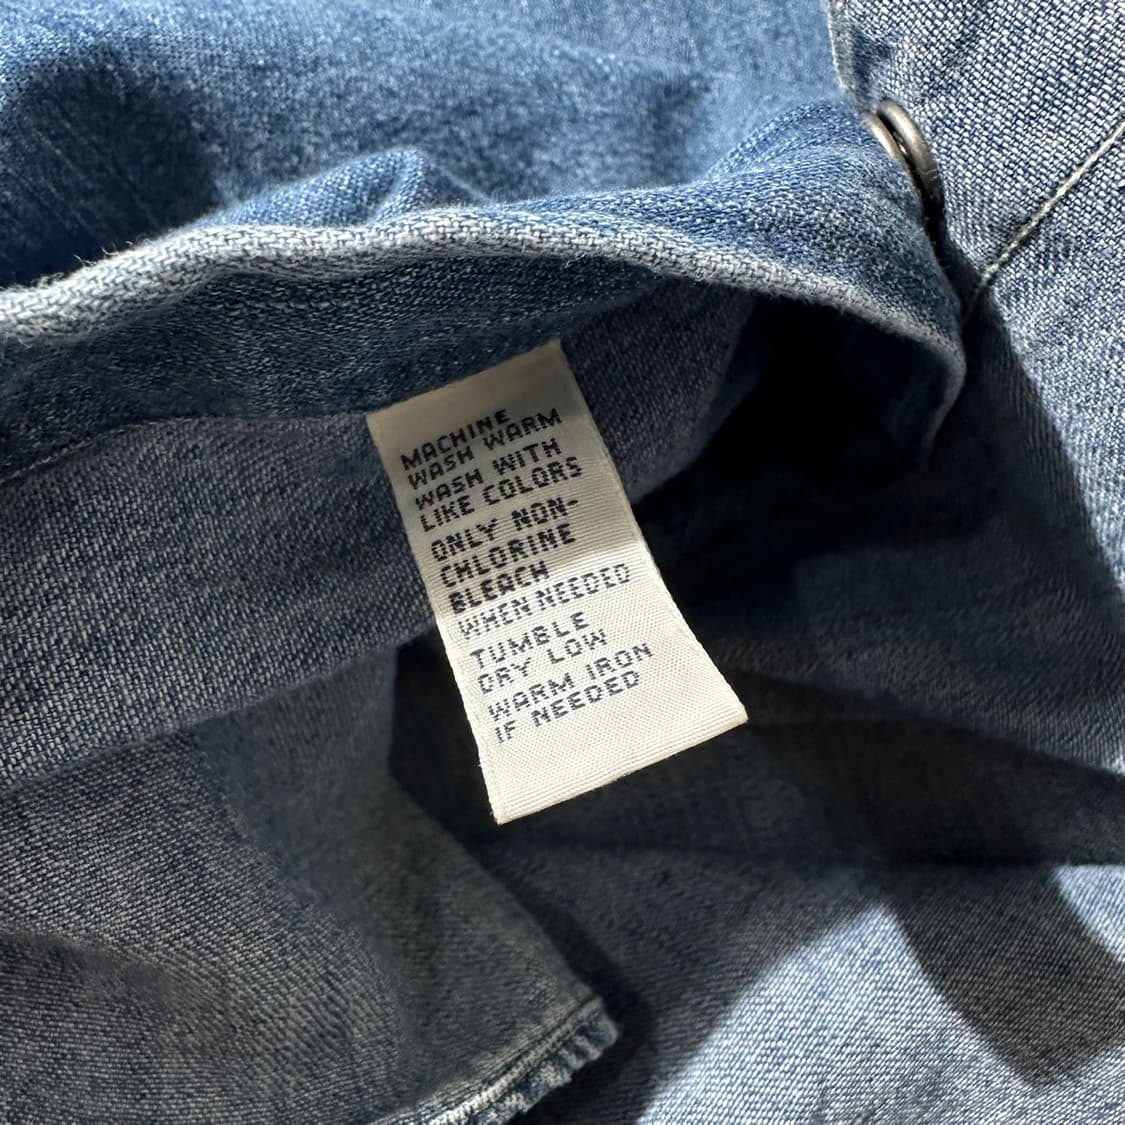 MACHINE
WASH WARM
WASH WITH
LIKE COLORS
ONLY NON-
CHLORINE
BLEACH
WHEN NEEDED
TUMBLE
DRY LOW
WARM IRON
IF NEEDED